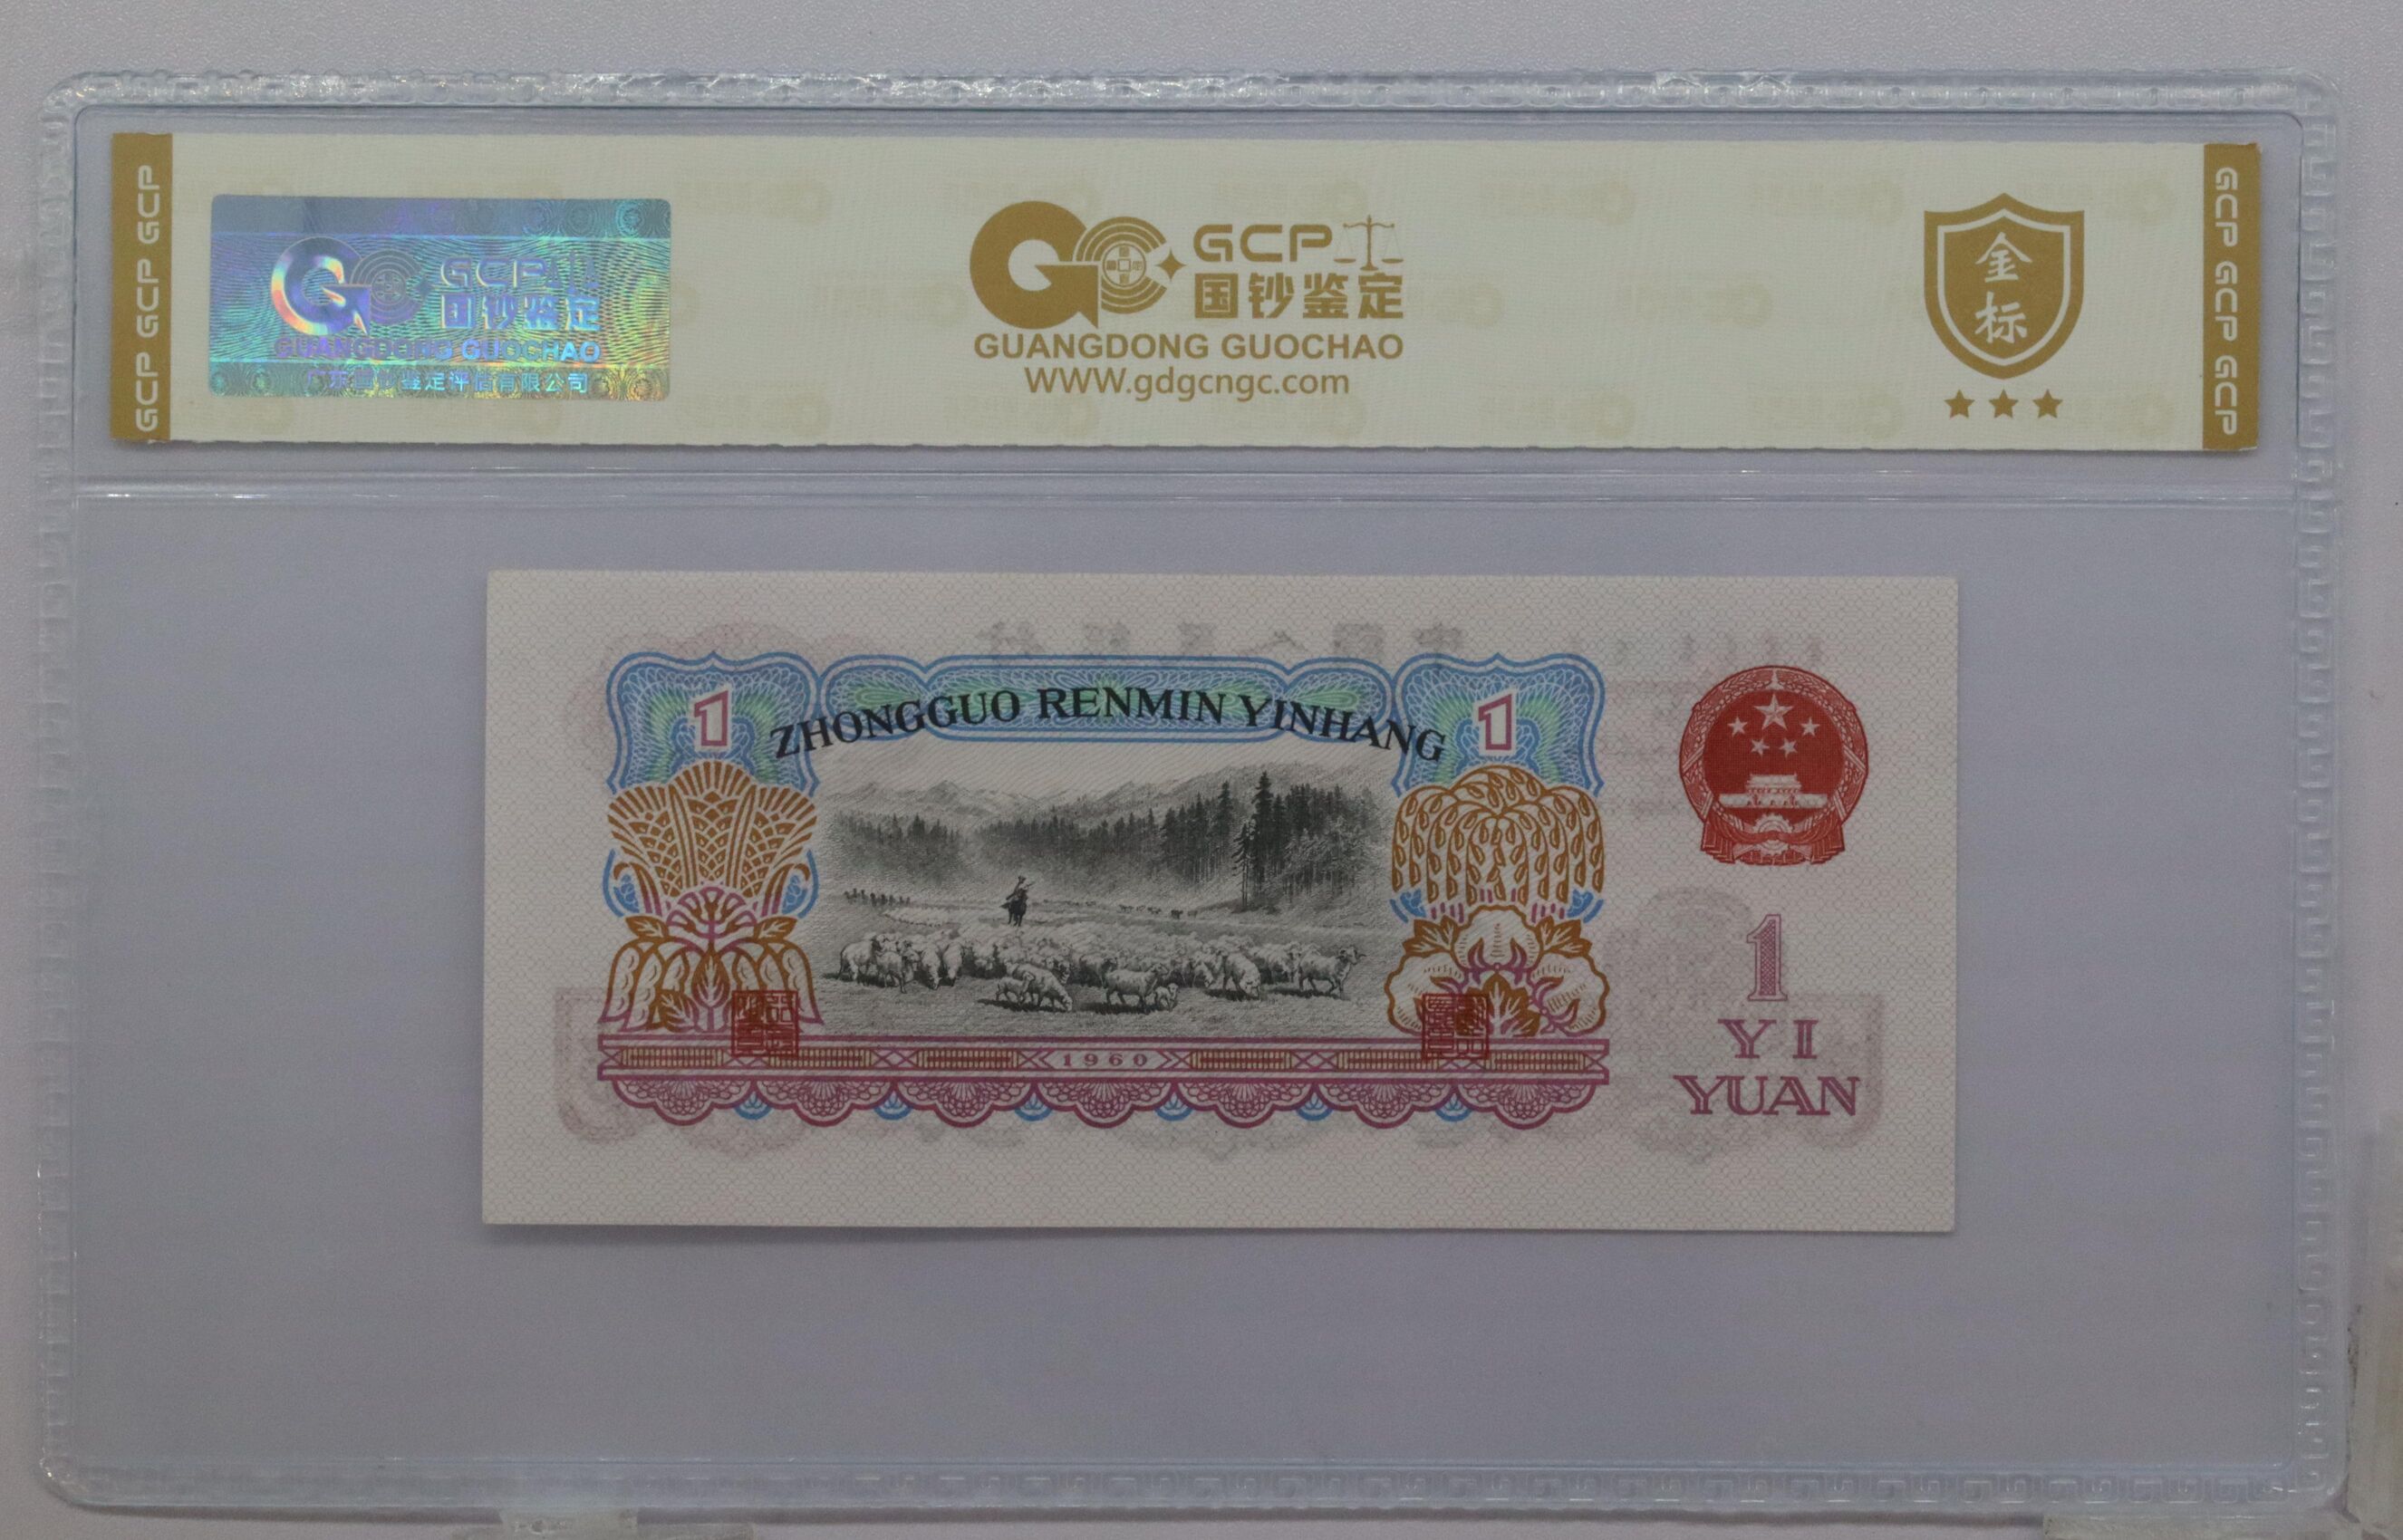 GCP GCP GCP
GCP
国钞鉴定
GUANGDONG GUOCHAO
广东国钞鉴定评估有限公司
GCP
国钞鉴定
GUANGDONG GUOCHAO
WWW.gdgcngc.com
金
标
GCP GCP GCP
1
ZHONGGUO RENMIN YINHANG
1
1960
1
YI
YUAN